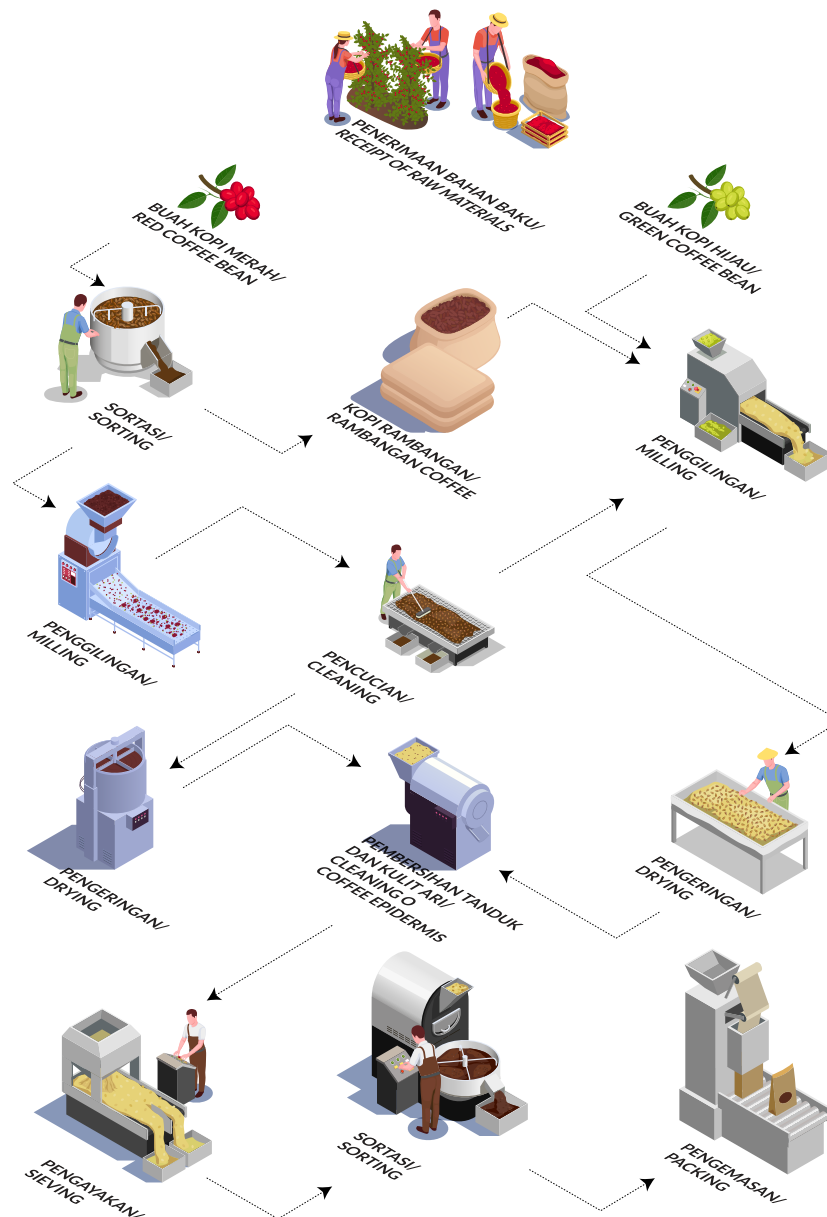 PENERIMAAN BAHAN BAKU/
RECEIPT OF RAW MATERIALS
BUAH KOPI MERAH/
RED COFFEE BEAN
BUAH KOPI HIJAU/
GREEN COFFEE BEAN
SORTASI/
SORTING
KOPI RAMBANGAN/
RAMBANGAN COFFEE
PENGGILINGAN/
MILLING
PENGGILINGAN/
MILLING
PENCUCIAN/
CLEANING
PENGERINGAN/
DRYING
PEMBERSIHAN TANDUK
DAN KULIT ARI/
CLEANING O
COFFEE EPIDERMIS
PENGERINGAN/
DRYING
PENGAYAKAN/
SIEVING
SORTASI/
SORTING
PENGEMASAN/
PACKING